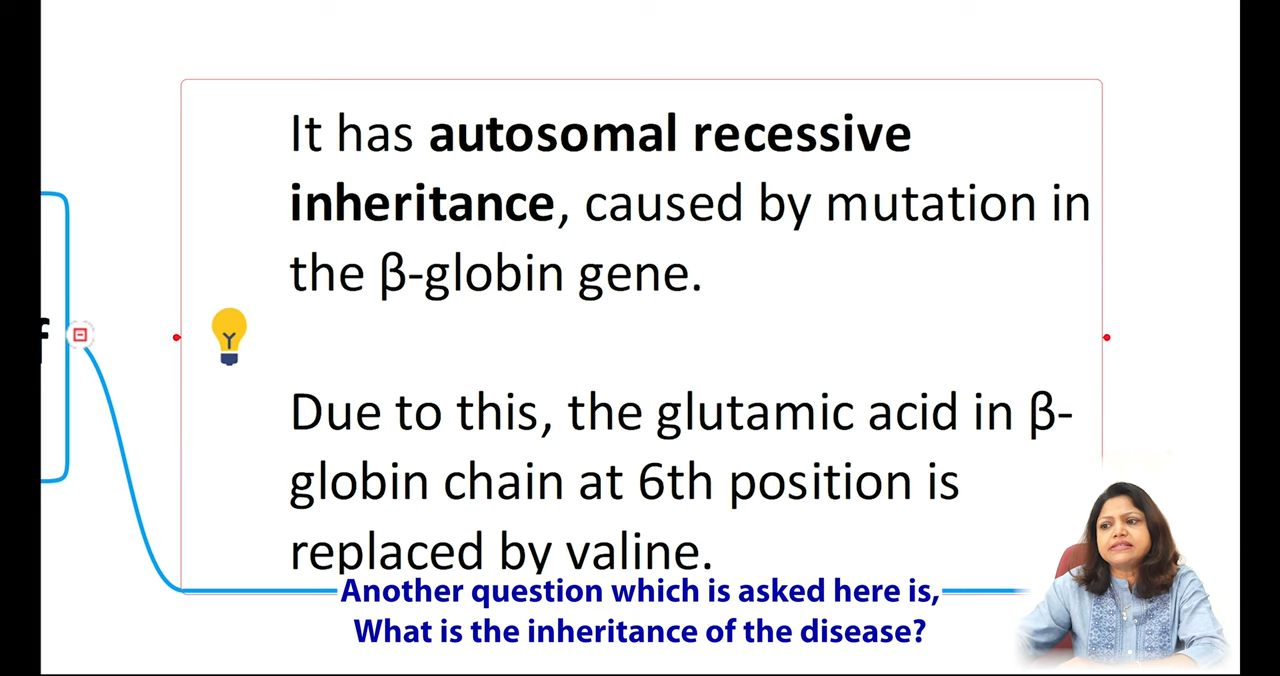 It has autosomal recessive
inheritance, caused by mutation in
the β-globin gene.
f
Due to this, the glutamic acid in β-
globin chain at 6th position is
replaced by valine.
Another question which is asked here is,
What is the inheritance of the disease?